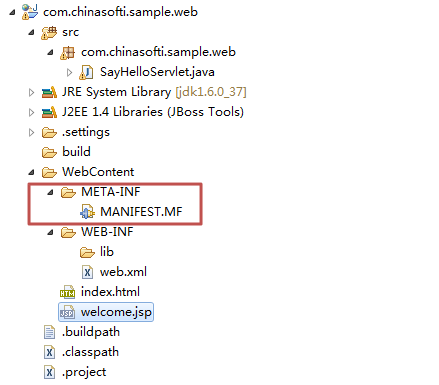 com.chinasofti.sample.web
src
com.chinasofti.sample.web
SayHelloServlet.java
JRE System Library [jdk1.6.0_37]
J2EE 1.4 Libraries (JBoss Tools)
.settings
build
WebContent
META-INF
MANIFEST.MF
WEB-INF
lib
web.xml
index.html
welcome.jsp
.buildpath
.classpath
.project